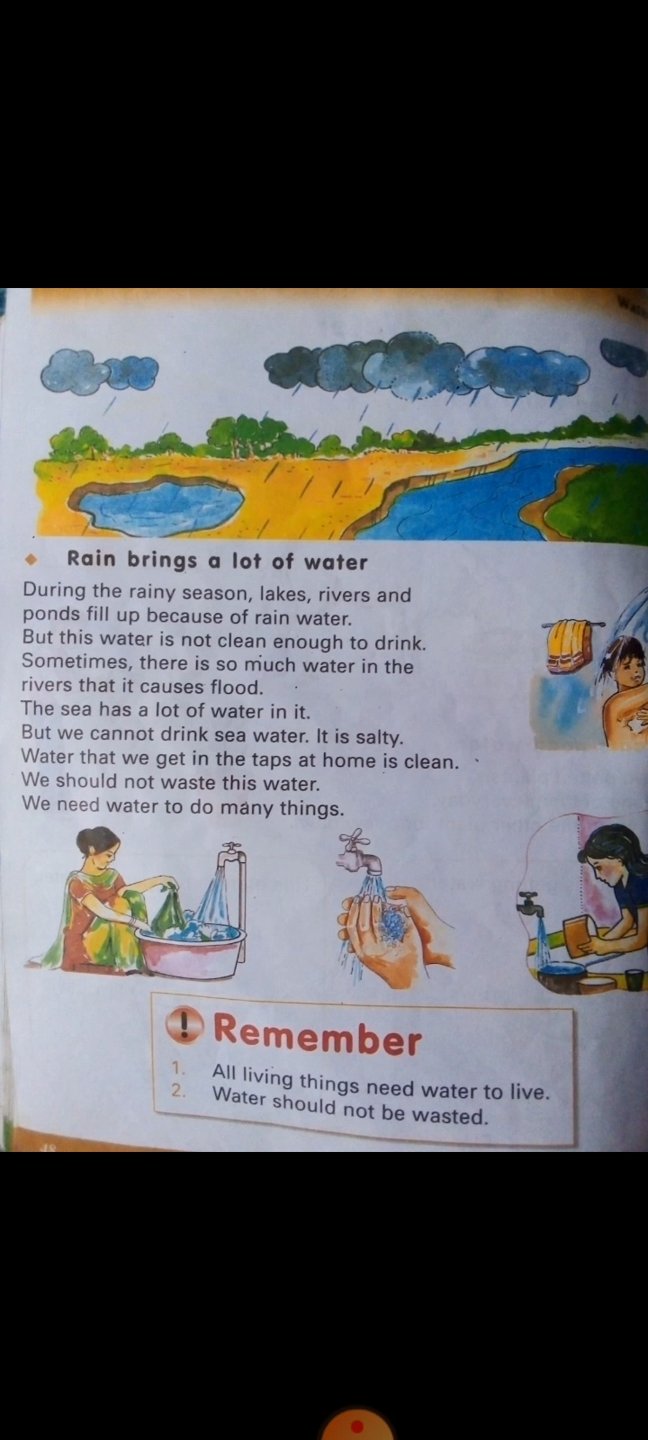 Rain brings a lot of water
During the rainy season, lakes, rivers and
ponds fill up because of rain water.
But this water is not clean enough to drink.
Sometimes, there is so much water in the
rivers that it causes flood.
The sea has a lot of water in it.
But we cannot drink sea water. It is salty.
Water that we get in the taps at home is clean.
We should not waste this water.
We need water to do many things.
! Remember
1. All living things need water to live.
2. Water should not be wasted.